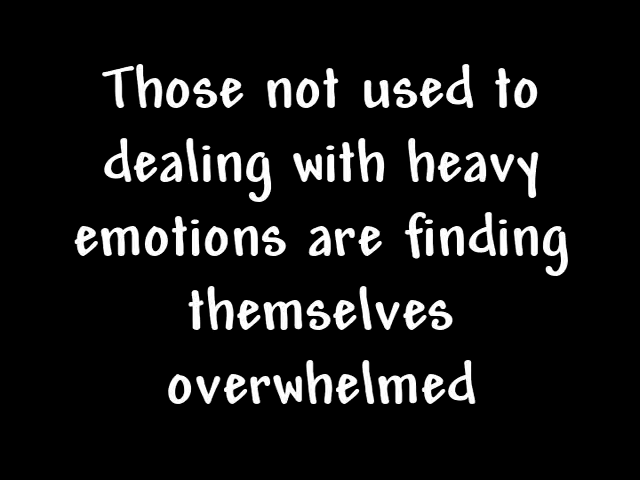 Those not used to
dealing with heavy
emotions are finding
themselves
overwhelmed